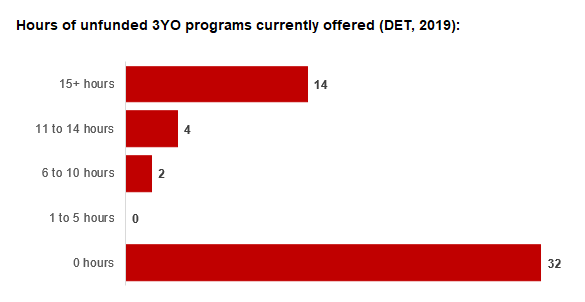 Hours of unfunded 3YO programs currently offered (DET, 2019):
15+ hours 14
11 to 14 hours 4
6 to 10 hours 2
1 to 5 hours 0
0 hours 32